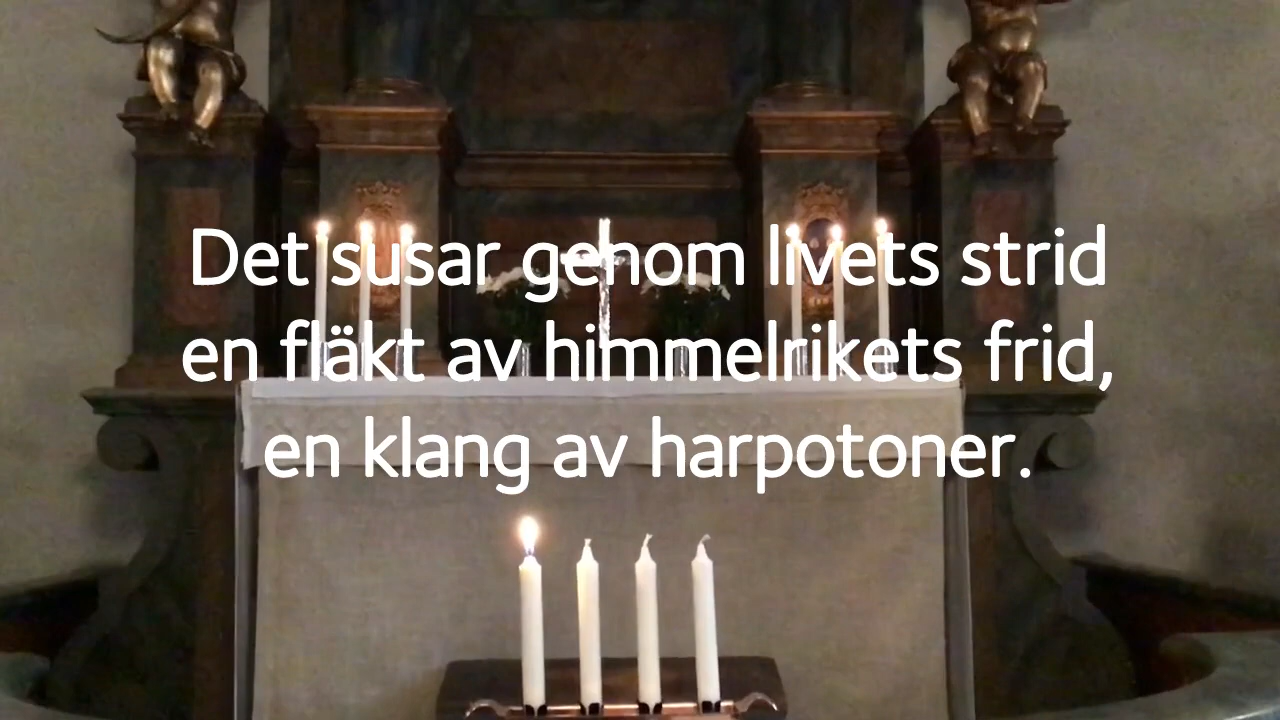 Det susar genom livets strid
en fläkt av himmelrikets frid,
en klang av harpotoner.